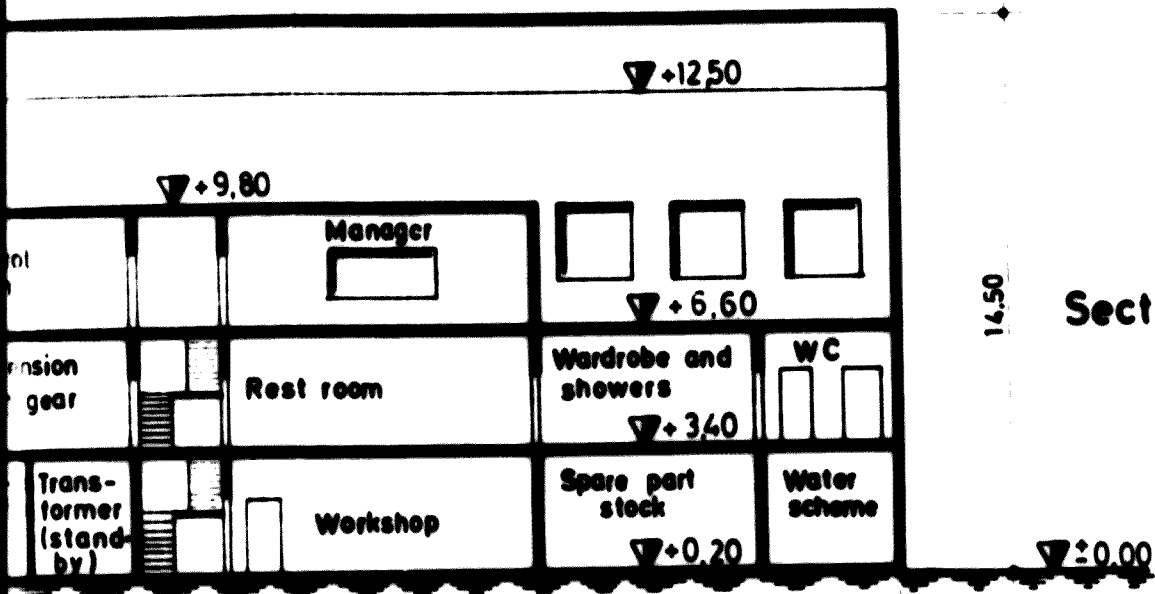 +12,50
+9,80
Manager
+6,60
14,50
Sect
Wardrobe and
showers
WC
Rest room
gear
+3,40
Trans-
former
(stand-
by)
Workshop
Spare part
stock
Water
scheme
+0,20
±0,00